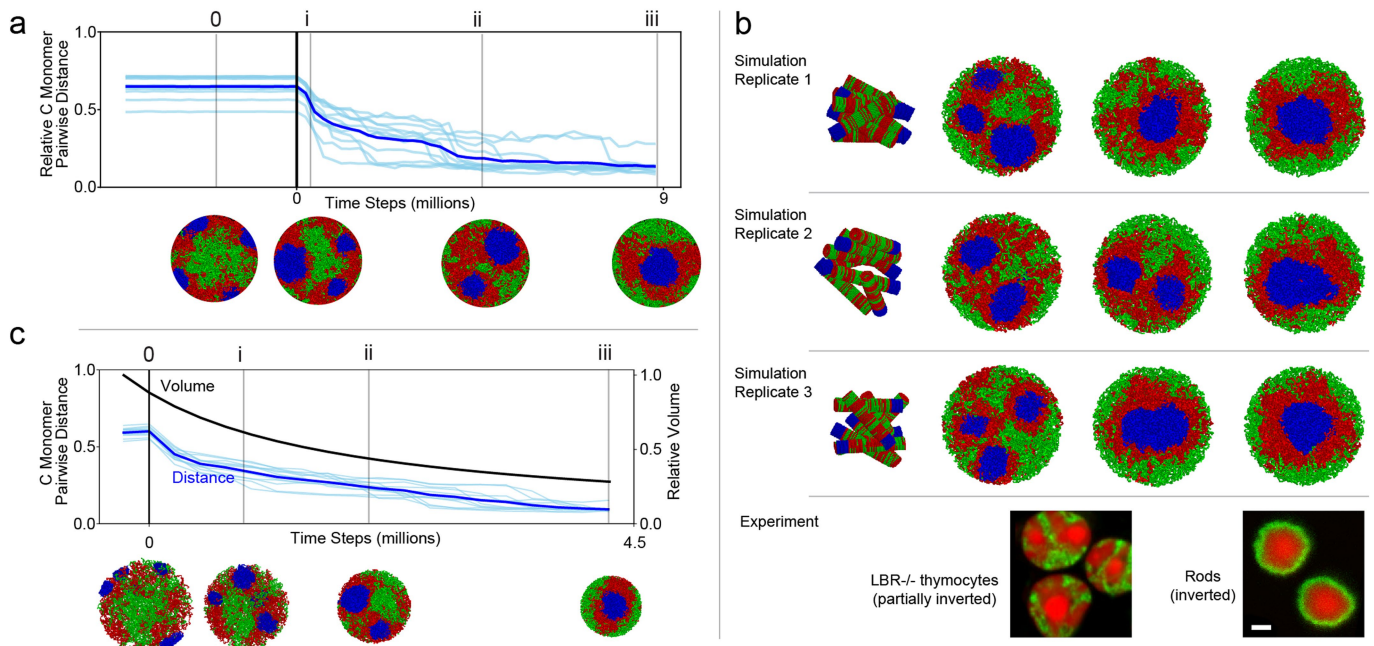 a
0 i ii iii
1.0
0.5
0.0
Relative C Monomer
Pairwise Distance
0 Time Steps (millions) 9
c
0 i ii iii
1.0
0.5
0.0
C Monomer
Pairwise Distance
Volume
Distance
1.0
0.5
0.0
Relative Volume
0 Time Steps (millions) 4.5
b
Simulation
Replicate 1
Simulation
Replicate 2
Simulation
Replicate 3
Experiment
LBR-/- thymocytes
(partially inverted)
Rods
(inverted)